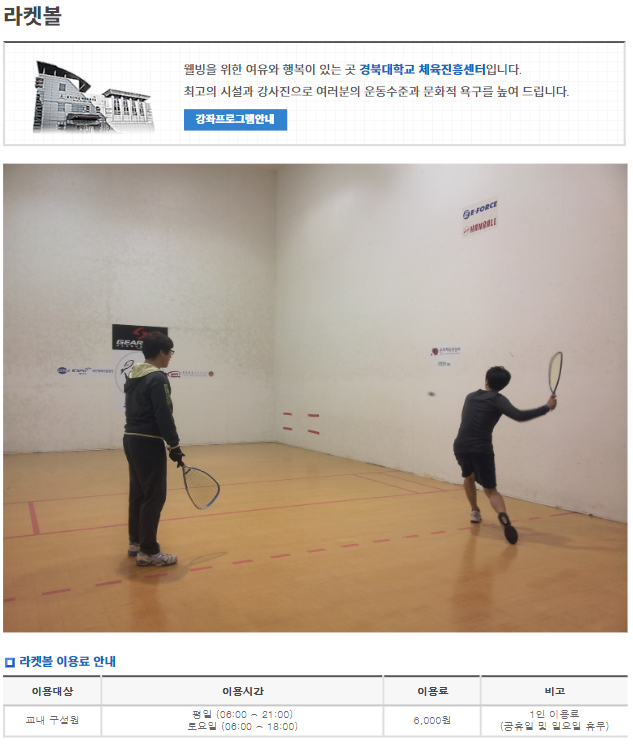 라켓볼
웰빙을 위한 여유와 행복이 있는 곳 경북대학교 체육진흥센터입니다.
최고의 시설과 강사진으로 여러분의 운동수준과 문화적 욕구를 높여 드립니다.
강좌프로그램안내
E-FORCE
HANDBALL
GEAR
라켓볼 이용료 안내
이용대상 이용시간 이용료 비고
교내 구성원 평일 (06:00 ~ 21:00) 6,000원 1인 이용료
토요일 (06:00 ~ 18:00) (공휴일 및 일요일 휴무)